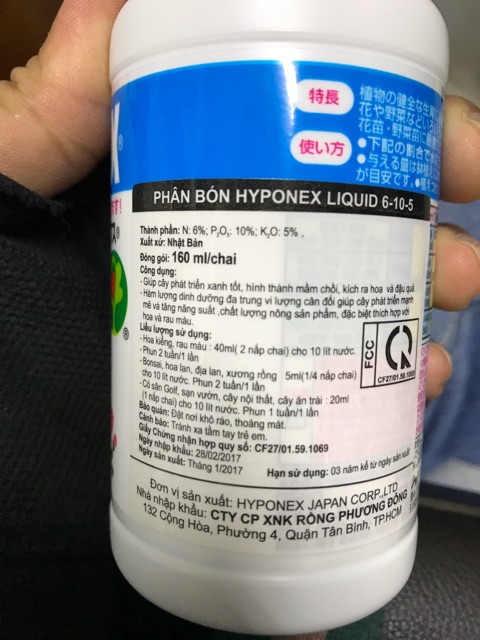 X®
特長
植物の健全な生
花や野菜など
花苗・野菜苗に
使い方
●下記の割合で
●与える量は
が目安です。
PHÂN BÓN HYPONEX LIQUID 6-10-5
Thành phần: N: 6%; P₂O₅: 10%; K₂O: 5% ,
Xuất xứ: Nhật Bản
Đóng gói: 160 ml/chai
Công dụng:
- Giúp cây phát triển xanh tốt, hình thành mầm chồi, kích ra hoa và đậu quả.
- Hàm lượng dinh dưỡng đa trung vi lượng cân đối giúp cây phát triển mạnh
mẽ và tăng năng suất ,chất lượng nông sản phẩm, đặc biệt thích hợp với
hoa và rau màu.
Liều lượng sử dụng:
- Hoa kiểng, rau màu : 40ml( 2 nắp chai) cho 10 lít nước.
- Phun 2 tuần/1 lần
- Bonsai, hoa lan, địa lan, xương rồng 5ml(1/4 nắp chai)
cho 10 lít nước. Phun 2 tuần/1 lần
- Cỏ sân Golf, sạn vườn, cây nội thất, cây ăn trái : 20ml
(1 nắp chai) cho 10 lít nước. Phun 1 tuần/1 lần
Bảo quản: Đặt nơi khô ráo, thoáng mát.
Cảnh báo: Tránh xa tầm tay trẻ em.
Giấy Chứng nhận hợp quy số: CF27/01.59.1069
Ngày nhập khẩu: 28/02/2017
Ngày sản xuất: Tháng 1/2017
Hạn sử dụng: 03 năm kể từ ngày sản xuất
FCC
CF27/01.59.1069
Đơn vị sản xuất: HYPONEX JAPAN CORP.,LTD
Nhà nhập khẩu: CTY CP XNK RỒNG PHƯƠNG ĐÔNG
132 Cộng Hòa, Phường 4, Quận Tân Bình, TP.HCM